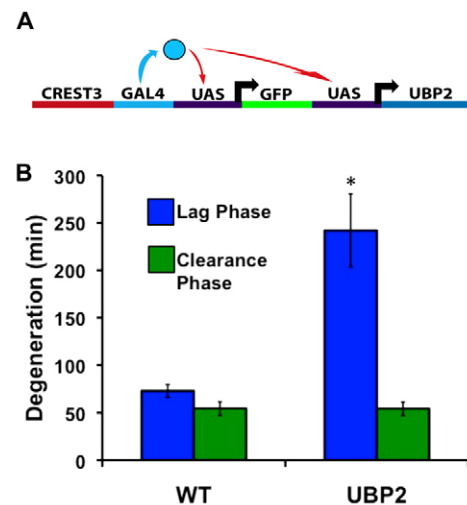 A
CREST3 GAL4 UAS GFP UAS UBP2
B
300
250
200
150
100
50
0
Degeneration (min)
Lag Phase
Clearance
Phase
*
WT UBP2